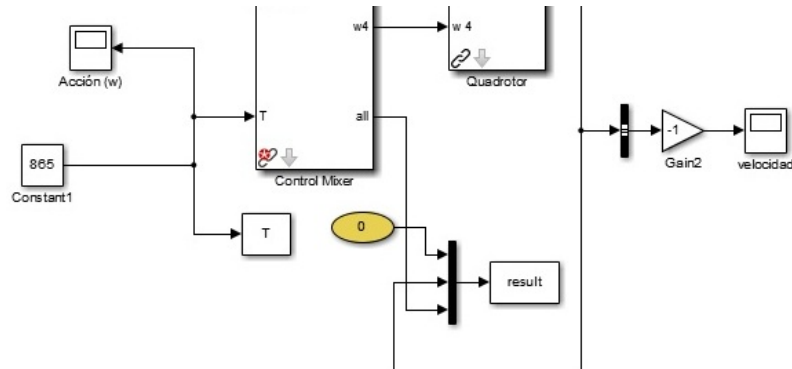 w4
w 4
Quadrotor
Acción (w)
T
all
-1
Gain2
velocidad
865
Constant1
Control Mixer
T
0
result